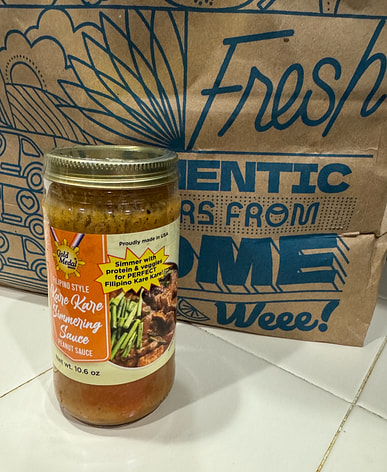 Fresh
HENTIC
RS FROM
OME
Weee!
Proudly made in USA
Gold
Medal
Simmer with
protein & veggies
for PERFECT
Filipino Kare Kare!
FILIPINO STYLE
Kare Kare
Simmering
Sauce
PEANUT SAUCE
Net wt. 10.6 oz